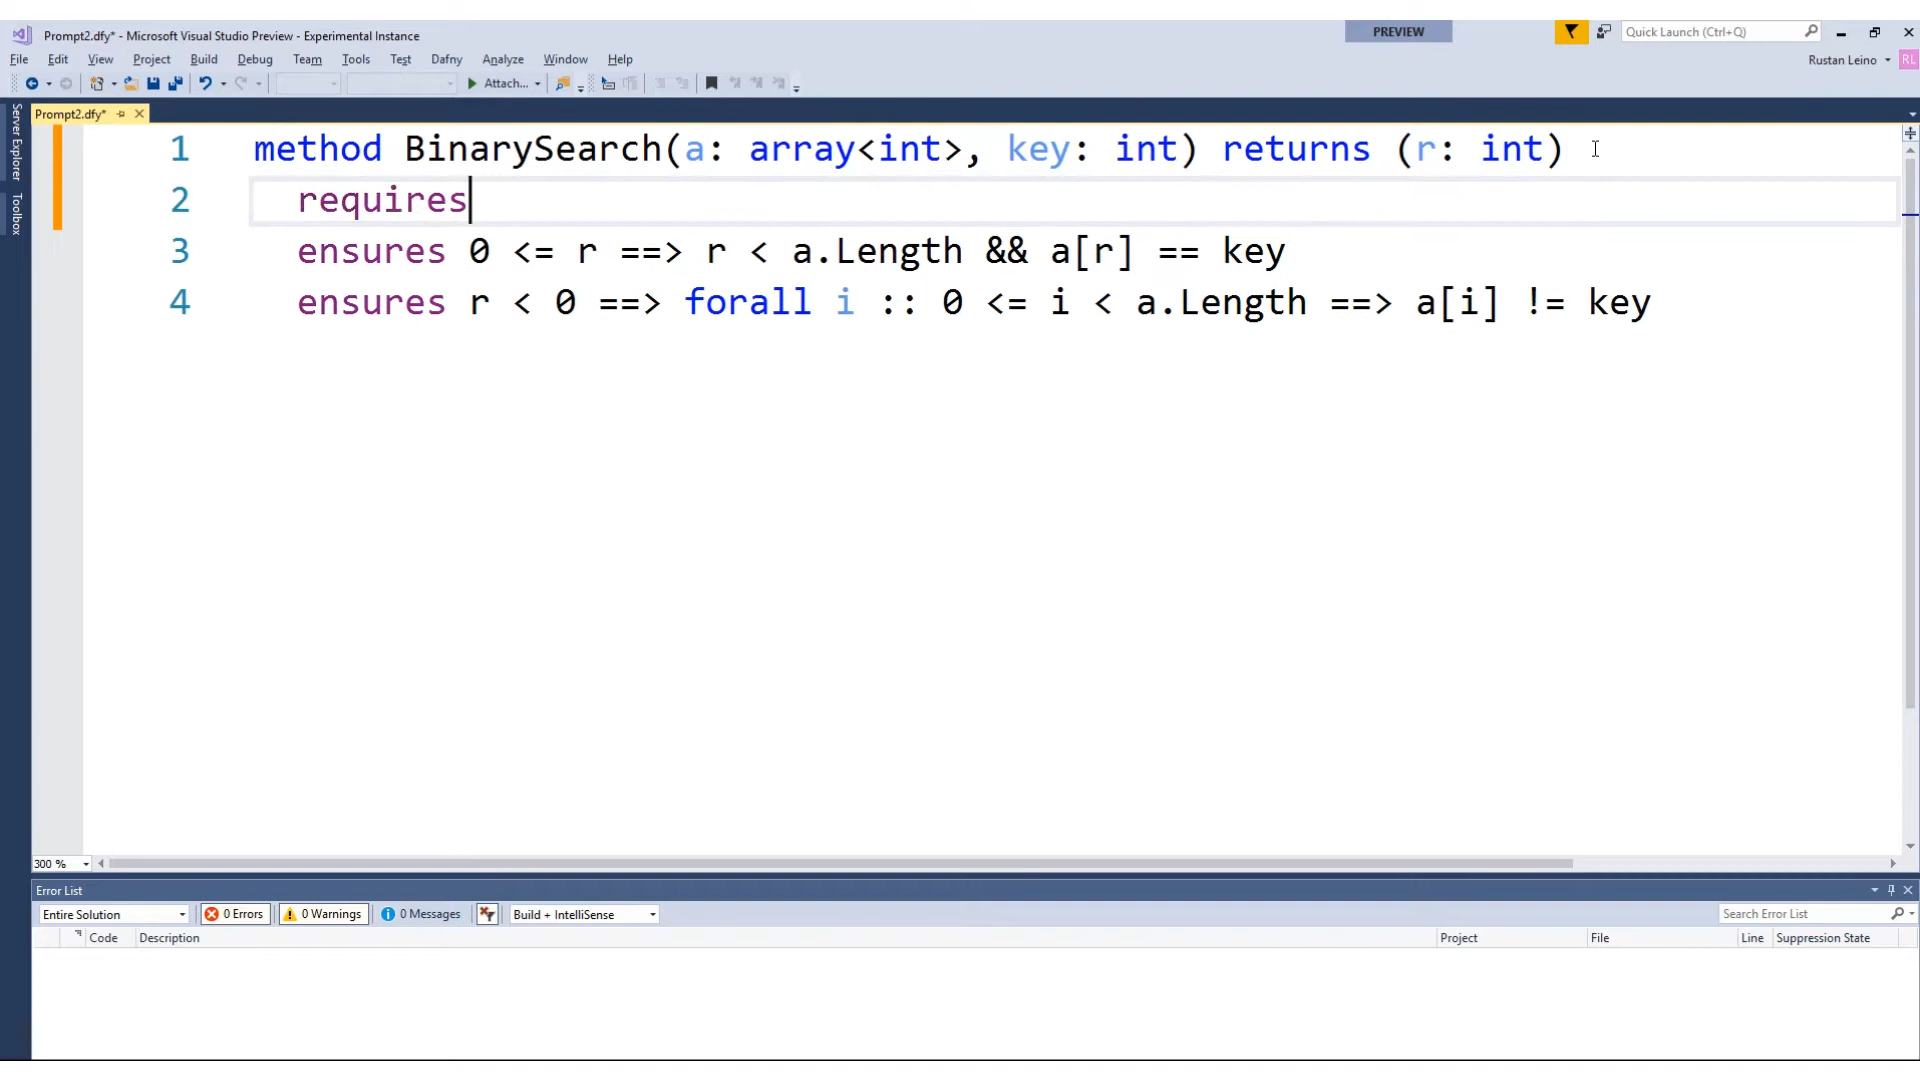 Prompt2.dfy* - Microsoft Visual Studio Preview - Experimental Instance
PREVIEW
Quick Launch (Ctrl+Q)
File Edit View Project Build Debug Team Tools Test Dafny Analyze Window Help
Rustan Leino RL
Attach...
Server Explorer
Toolbox
Prompt2.dfy*
1 method BinarySearch(a: array<int>, key: int) returns (r: int)
2 requires
3 ensures 0 <= r ==> r < a.Length && a[r] == key
4 ensures r < 0 ==> forall i :: 0 <= i < a.Length ==> a[i] != key
300 %
Error List
Entire Solution 0 Errors 0 Warnings 0 Messages Build + IntelliSense Search Error List
Code Description Project File Line Suppression State